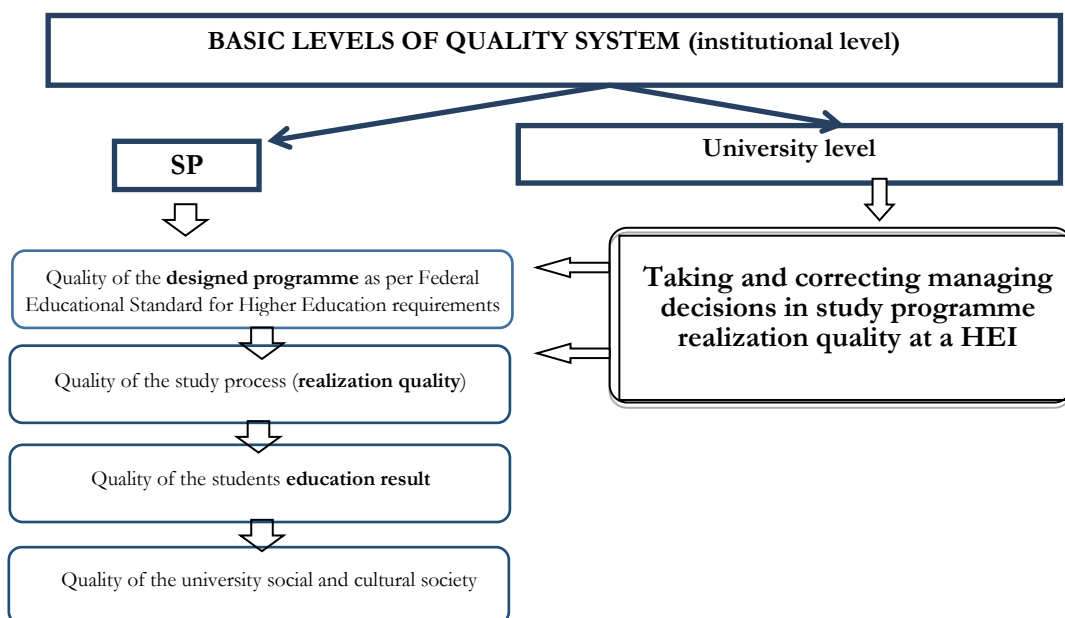 BASIC LEVELS OF QUALITY SYSTEM (institutional level)
SP
University level
Quality of the designed programme as per Federal
Educational Standard for Higher Education requirements
Taking and correcting managing
decisions in study programme
realization quality at a HEI
Quality of the study process (realization quality)
Quality of the students education result
Quality of the university social and cultural society